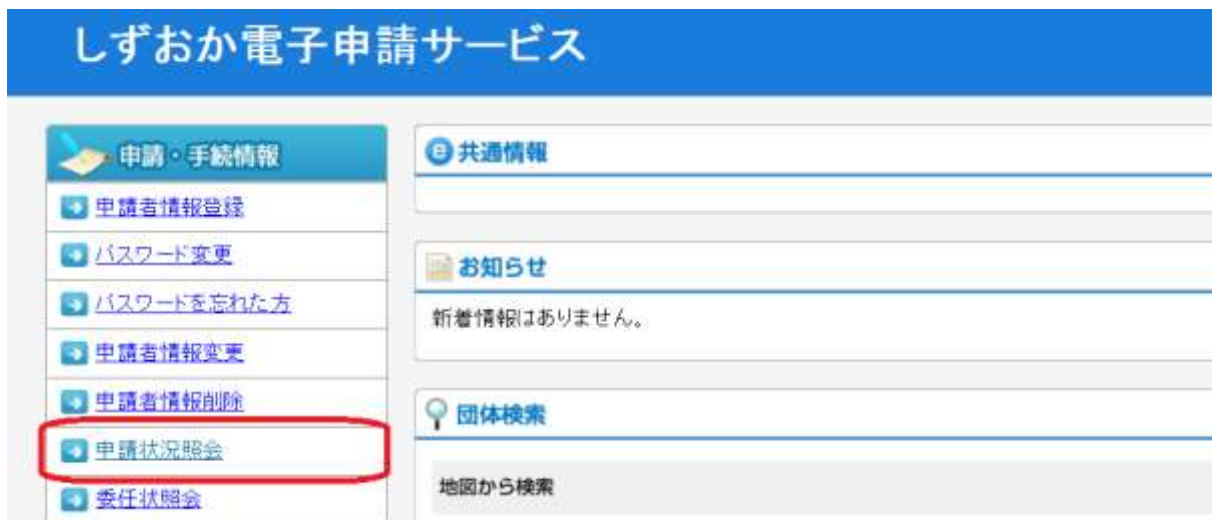 しずおか電子申請サービス
申請・手続情報
申請者情報登録
パスワード変更
パスワードを忘れた方
申請者情報変更
申請者情報削除
申請状況照会
委任状照会
共通情報
お知らせ
新着情報はありません。
団体検索
地図から検索